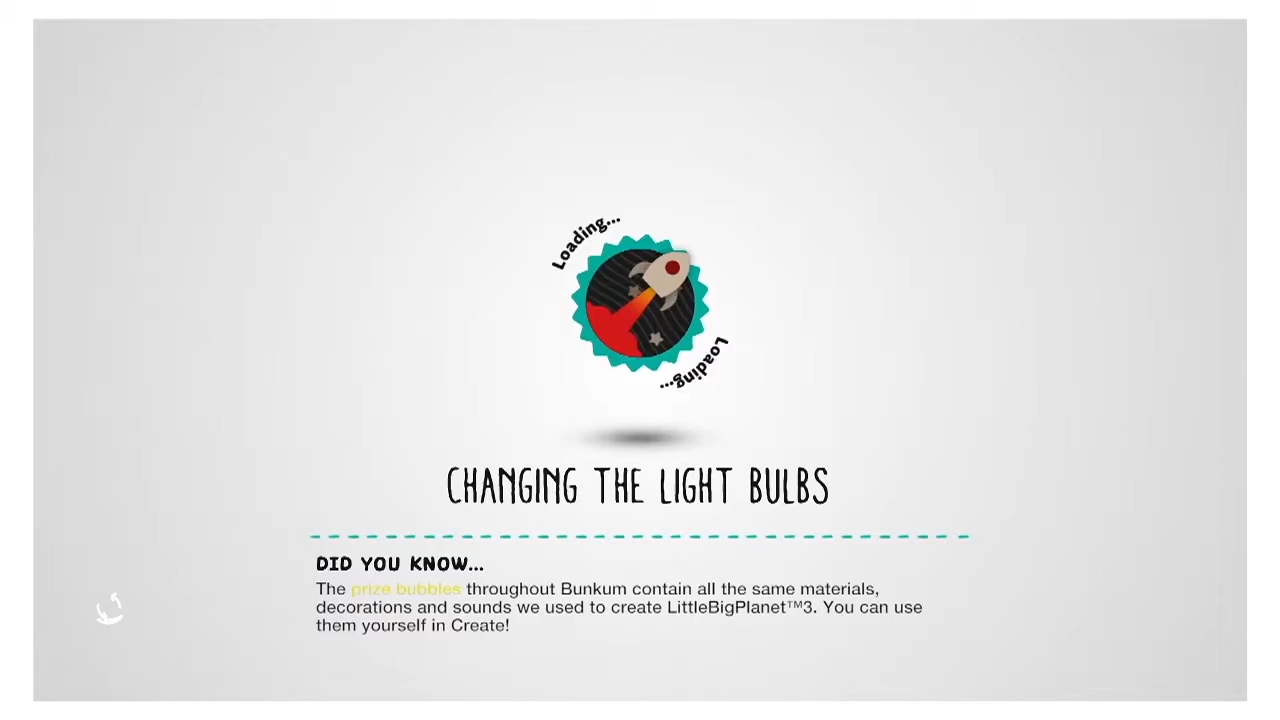 Loading...
Loading...
CHANGING THE LIGHT BULBS
DID YOU KNOW...
The prize bubbles throughout Bunkum contain all the same materials,
decorations and sounds we used to create LittleBigPlanet™3. You can use
them yourself in Create!